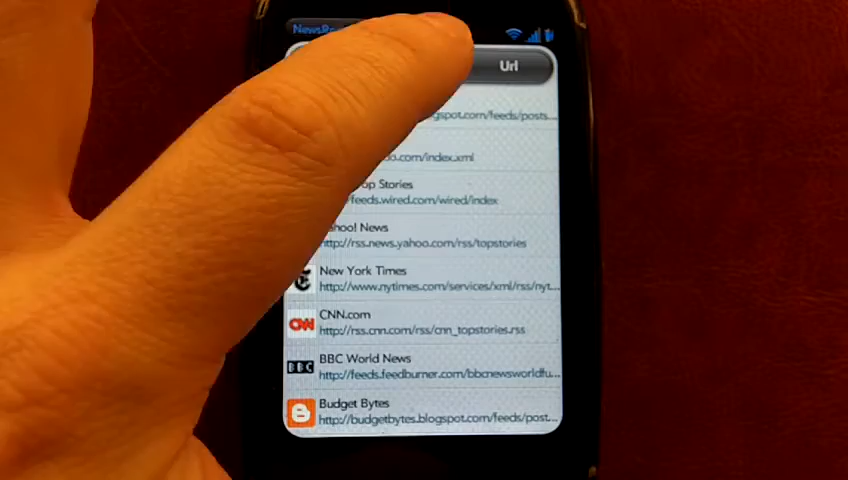 Url
gspot.com/feeds/posts...
oo.com/index.xml
op Stories
/feeds.wired.com/wired/index
ahoo! News
http://rss.news.yahoo.com/rss/topstories
New York Times
http://www.nytimes.com/services/xml/rss/nyt...
CNN
CNN.com
http://rss.cnn.com/rss/cnn_topstories.rss
BBC
BBC World News
http://feeds.feedburner.com/bbcnewsworldfu...
Budget Bytes
http://budgetbytes.blogspot.com/feeds/post...